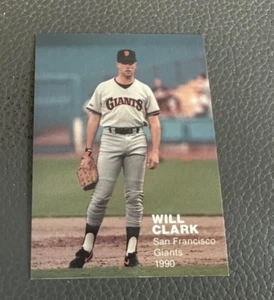 GIANTS
WILL
CLARK
San Francisco
Giants
1990